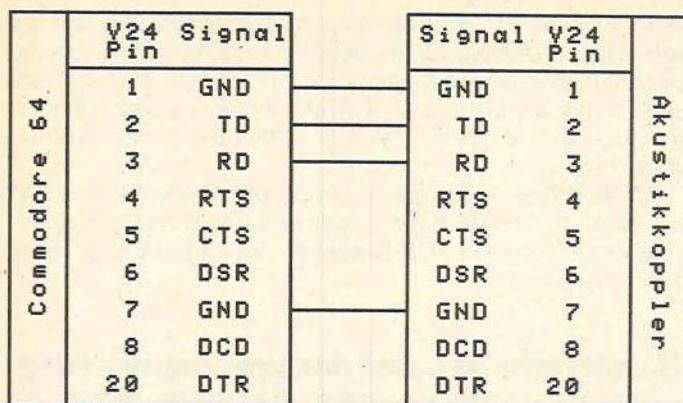 V24 Signal
Pin
1 GND
2 TD
3 RD
4 RTS
5 CTS
6 DSR
7 GND
8 DCD
20 DTR
Commodore 64
Signal V24
Pin
GND 1
TD 2
RD 3
RTS 4
CTS 5
DSR 6
GND 7
DCD 8
DTR 20
Akustikkoppler